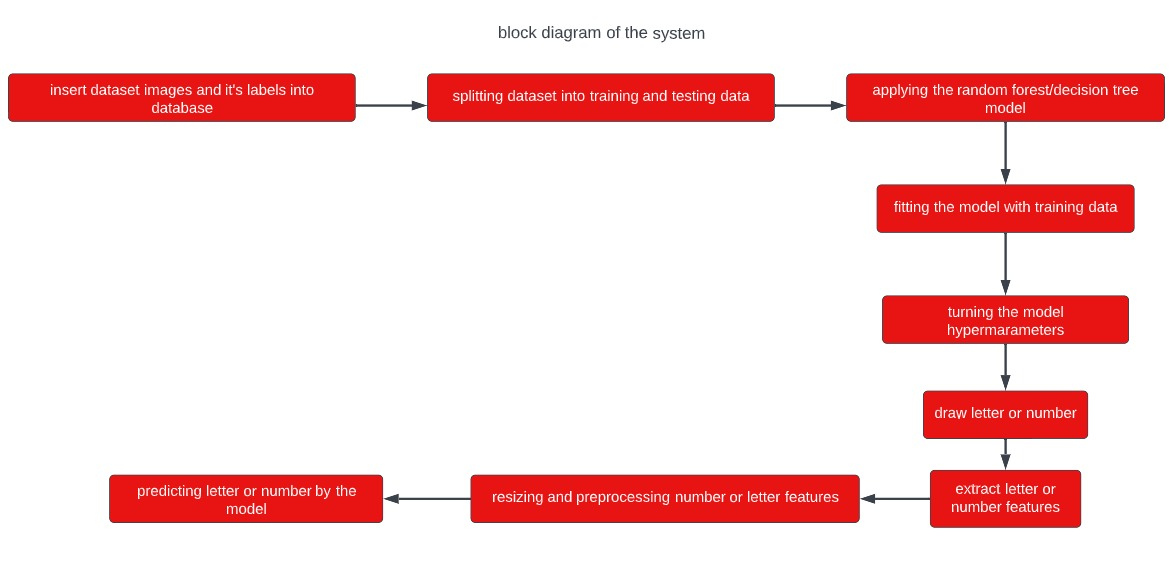 block diagram of the system
insert dataset images and it's labels into
database
splitting dataset into training and testing data
applying the random forest/decision tree
model
fitting the model with training data
turning the model
hypermarameters
draw letter or number
extract letter or
number features
resizing and preprocessing number or letter features
predicting letter or number by the
model